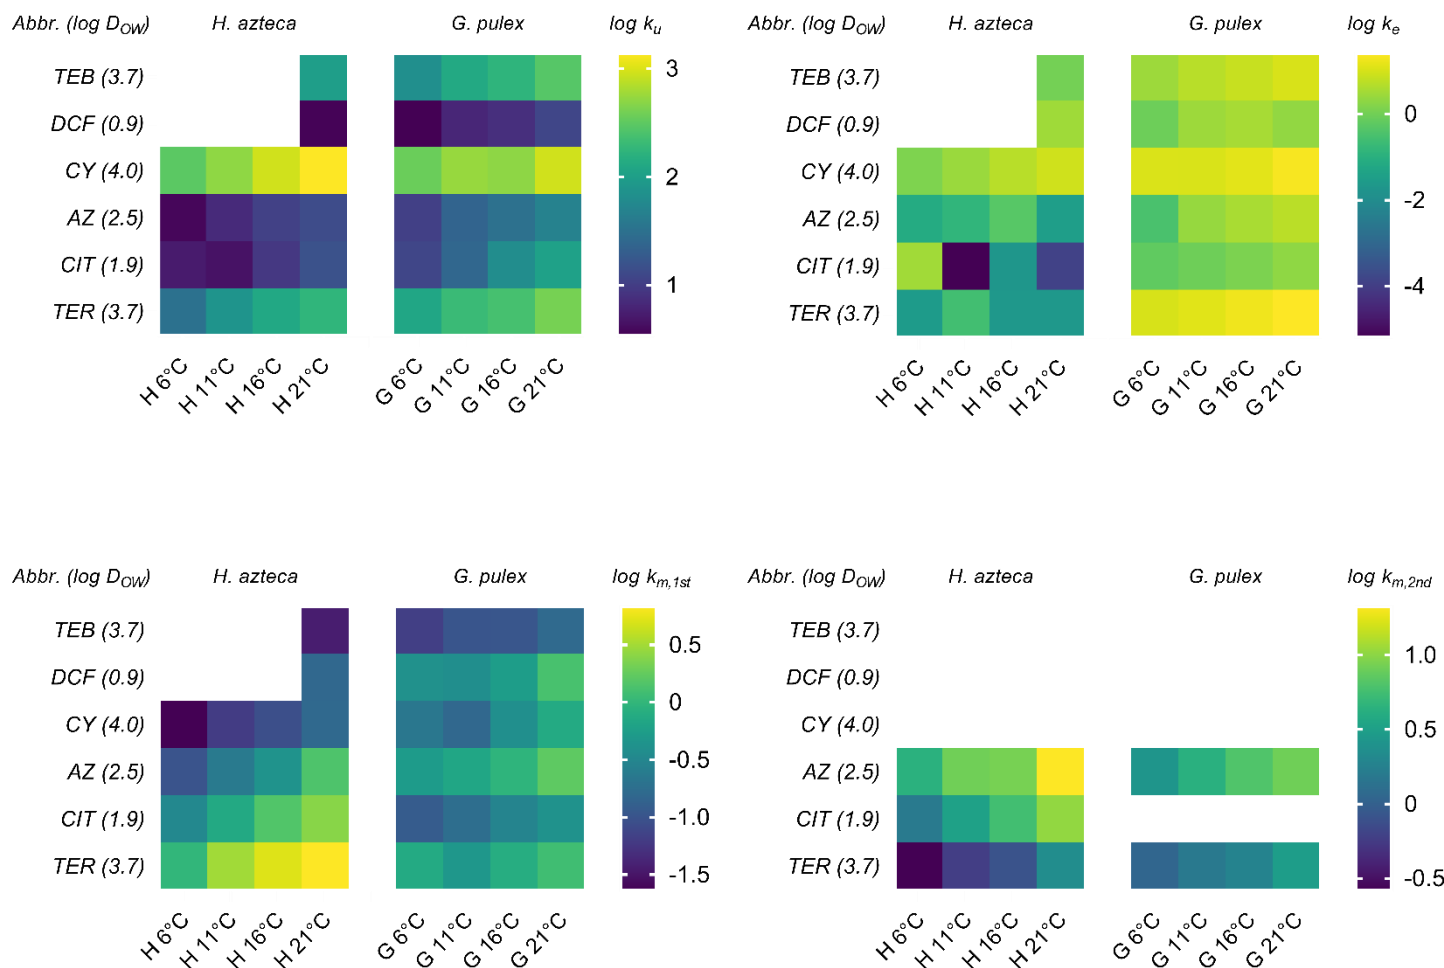 Abbr. (log DOW) H. azteca G. pulex log ku
TEB (3.7)
DCF (0.9)
CY (4.0)
AZ (2.5)
CIT (1.9)
TER (3.7)
3
2
1
H 6°C H 11°C H 16°C H 21°C G 6°C G 11°C G 16°C G 21°C
Abbr. (log DOW) H. azteca G. pulex log ke
TEB (3.7)
DCF (0.9)
CY (4.0)
AZ (2.5)
CIT (1.9)
TER (3.7)
0
-2
-4
H 6°C H 11°C H 16°C H 21°C G 6°C G 11°C G 16°C G 21°C
Abbr. (log DOW) H. azteca G. pulex log km,1st
TEB (3.7)
DCF (0.9)
CY (4.0)
AZ (2.5)
CIT (1.9)
TER (3.7)
0.5
0
-0.5
-1.0
-1.5
H 6°C H 11°C H 16°C H 21°C G 6°C G 11°C G 16°C G 21°C
Abbr. (log DOW) H. azteca G. pulex log km,2nd
TEB (3.7)
DCF (0.9)
CY (4.0)
AZ (2.5)
CIT (1.9)
TER (3.7)
1.0
0.5
0
-0.5
H 6°C H 11°C H 16°C H 21°C G 6°C G 11°C G 16°C G 21°C